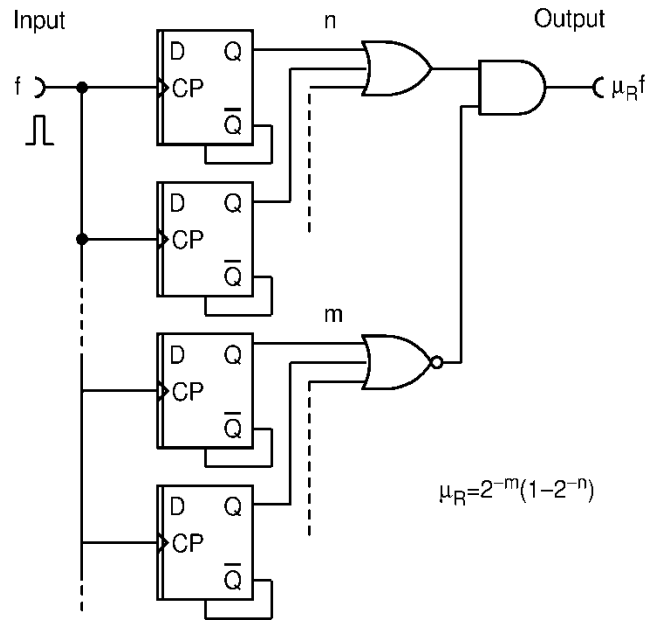 Input
n
Output
D Q
f
CP
Q̅
μRf
D Q
CP
Q̅
m
D Q
CP
Q̅
μR=2−m(1−2−n)
D Q
CP
Q̅